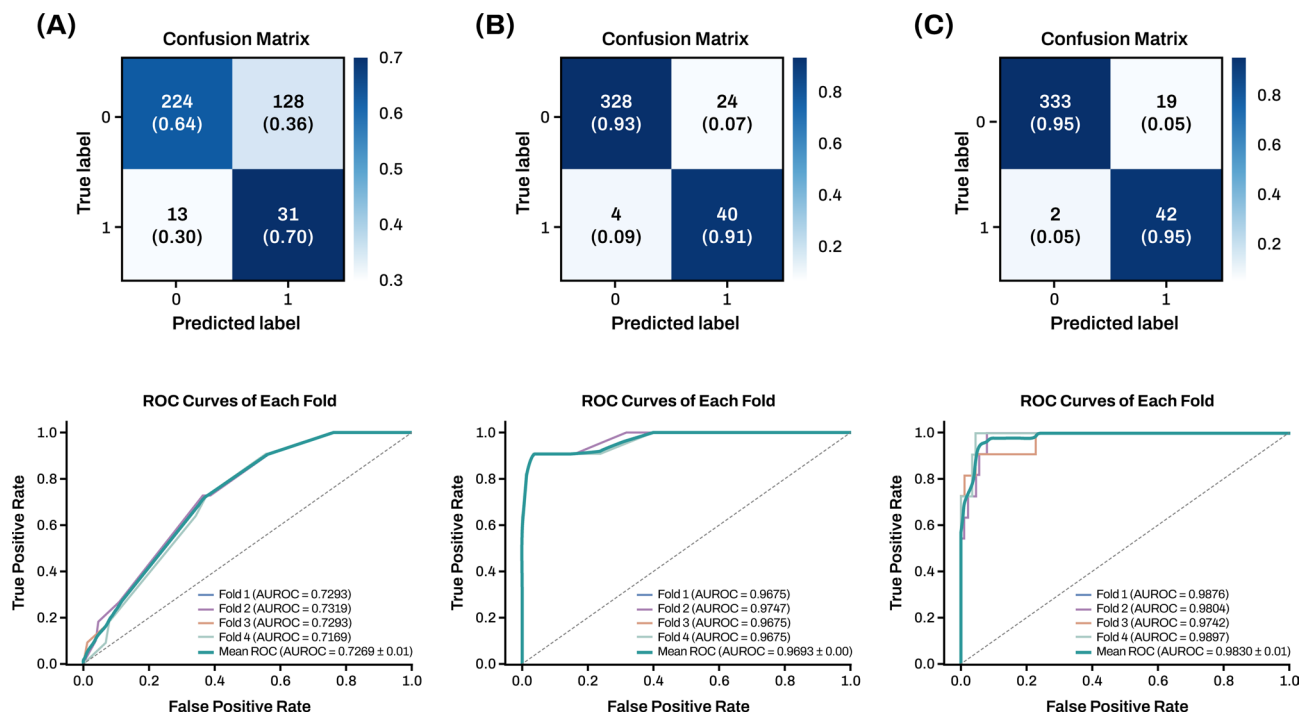 (A)
Confusion Matrix
224
(0.64)
128
(0.36)
13
(0.30)
31
(0.70)
0
1
True label
0
1
Predicted label
0.7
0.6
0.5
0.4
0.3
(B)
Confusion Matrix
328
(0.93)
24
(0.07)
4
(0.09)
40
(0.91)
0
1
True label
0
1
Predicted label
0.8
0.6
0.4
0.2
(C)
Confusion Matrix
333
(0.95)
19
(0.05)
2
(0.05)
42
(0.95)
0
1
True label
0
1
Predicted label
0.8
0.6
0.4
0.2
ROC Curves of Each Fold
True Positive Rate
1.0
0.8
0.6
0.4
0.2
0.0
Fold 1 (AUROC = 0.7293)
Fold 2 (AUROC = 0.7319)
Fold 3 (AUROC = 0.7293)
Fold 4 (AUROC = 0.7169)
Mean ROC (AUROC = 0.7269 ± 0.01)
0.0 0.2 0.4 0.6 0.8 1.0
False Positive Rate
ROC Curves of Each Fold
True Positive Rate
1.0
0.8
0.6
0.4
0.2
0.0
Fold 1 (AUROC = 0.9675)
Fold 2 (AUROC = 0.9747)
Fold 3 (AUROC = 0.9675)
Fold 4 (AUROC = 0.9675)
Mean ROC (AUROC = 0.9693 ± 0.00)
0.0 0.2 0.4 0.6 0.8 1.0
False Positive Rate
ROC Curves of Each Fold
True Positive Rate
1.0
0.8
0.6
0.4
0.2
0.0
Fold 1 (AUROC = 0.9876)
Fold 2 (AUROC = 0.9804)
Fold 3 (AUROC = 0.9742)
Fold 4 (AUROC = 0.9897)
Mean ROC (AUROC = 0.9830 ± 0.01)
0.0 0.2 0.4 0.6 0.8 1.0
False Positive Rate